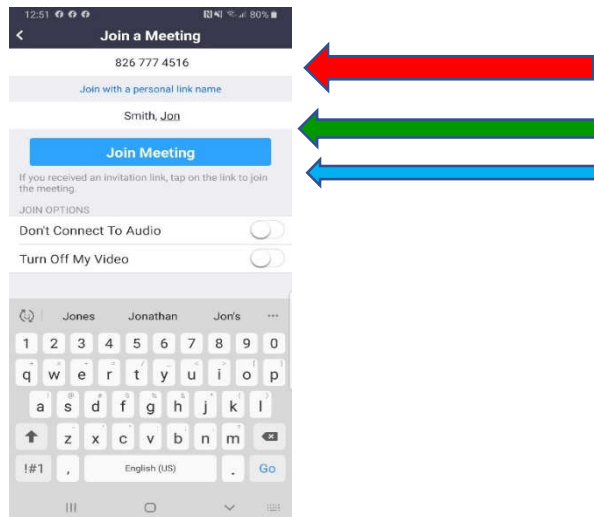 12:51 80%
Join a Meeting
826 777 4516
Join with a personal link name
Smith, Jon
Join Meeting
If you received an invitation link, tap on the link to join
the meeting.
JOIN OPTIONS
Don't Connect To Audio
Turn Off My Video
Jones Jonathan Jon's ...
1 2 3 4 5 6 7 8 9 0
q w e r t y u i o p
a s d f g h j k l
z x c v b n m
!#1 , English (US) . Go